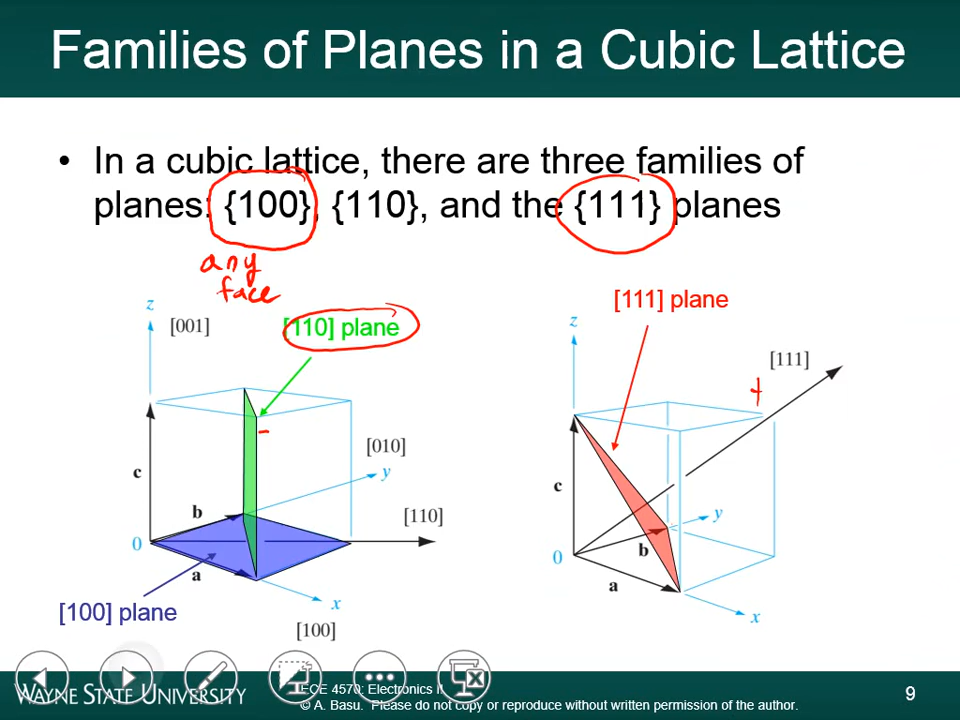 Families of Planes in a Cubic Lattice
• In a cubic lattice, there are three families of
planes: {100}, {110}, and the {111} planes
any
face
z
[001]
[110] plane
c
[010]
y
b
[110]
0
a
[100] plane
x
[100]
[111] plane
z
[111]
c
y
0
b
a
x
WAYNE STATE UNIVERSITY
ECE 4570: Electronics II
© A. Basu. Please do not copy or reproduce without written permission of the author.
9